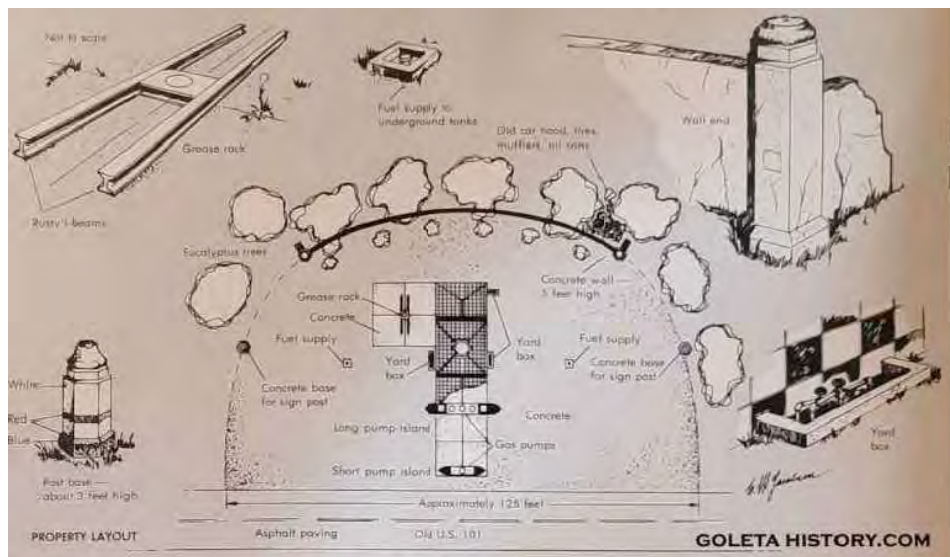 Not to scale
Grease rack
Rusty I-beams
Fuel supply to
underground tanks
Old car hood, tires,
mufflers, oil cans
Wall end
Eucalyptus trees
Concrete wall
5 feet high
Grease rack
Concrete
Fuel supply
Yard
box
Yard
box
Fuel supply
Concrete base
for sign post
Concrete base
for sign post
White
Red
Blue
Post base—
about 3 feet high
Long pump island
Concrete
Gas pumps
Short pump island
Yard
box
Approximately 125 feet
PROPERTY LAYOUT
Asphalt paving
Old U.S. 101
GOLETA HISTORY.COM